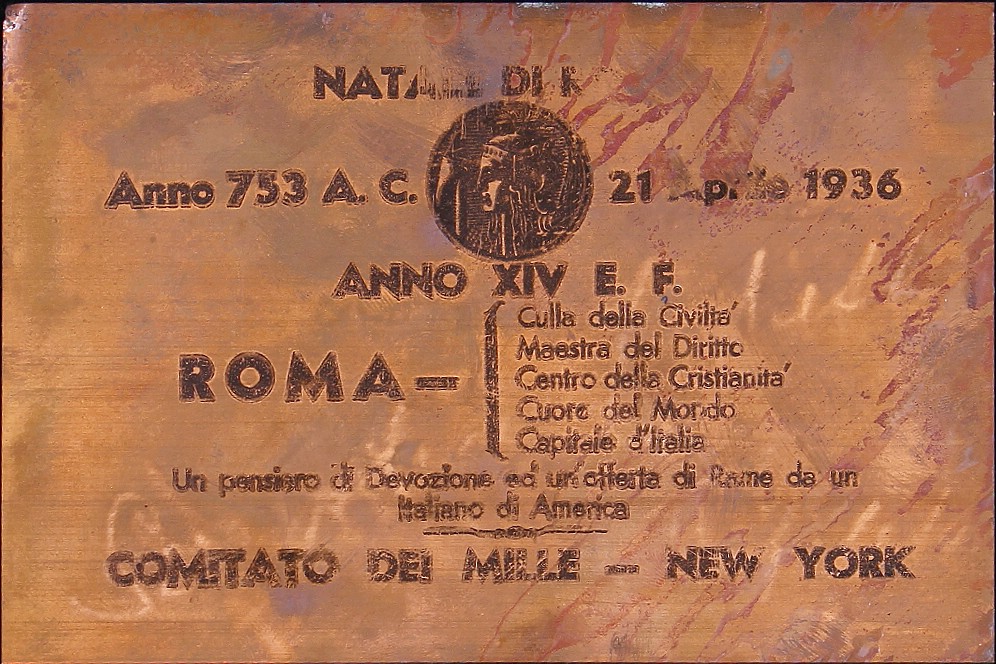 NATALE DI R
Anno 753 A. C. 21 Aprile 1936
ANNO XIV E. F.
ROMA –
Culla della Civilta'
Maestra del Diritto
Centro della Cristianita'
Cuore del Mondo
Capitale d'Italia
Un pensiero di Devozione ed un'offerta di Rame da un
Italiano di America
COMITATO DEI MILLE — NEW YORK